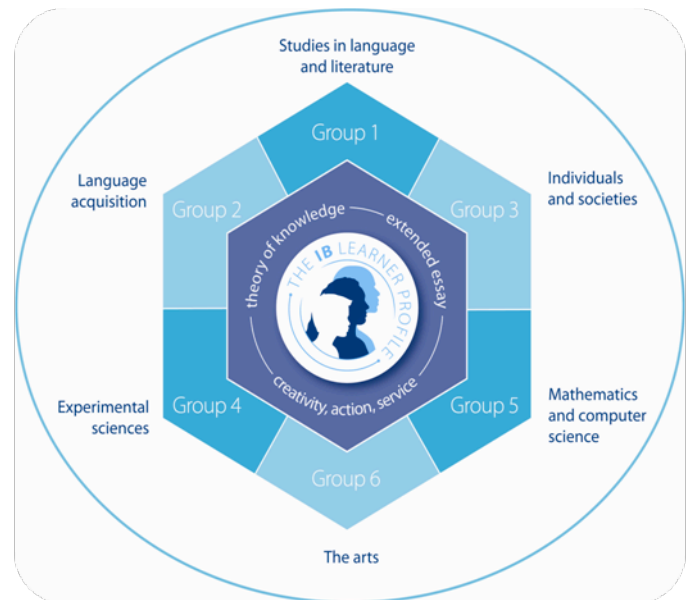 Studies in language
and literature
Group 1
Language
acquisition
Group 2
Individuals
and societies
Group 3
theory of knowledge
extended essay
THE IB LEARNER PROFILE
creativity, action, service
Experimental
sciences
Group 4
Mathematics
and computer
science
Group 5
Group 6
The arts